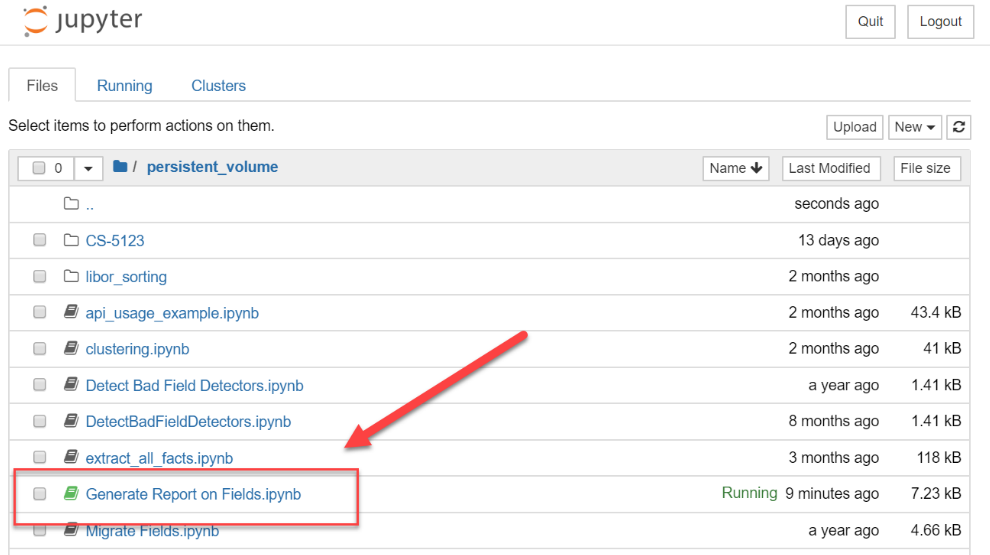 jupyter Quit Logout
Files Running Clusters
Select items to perform actions on them. Upload New
0 / persistent_volume Name Last Modified File size
.. seconds ago
CS-5123 13 days ago
libor_sorting 2 months ago
api_usage_example.ipynb 2 months ago 43.4 kB
clustering.ipynb 2 months ago 41 kB
Detect Bad Field Detectors.ipynb a year ago 1.41 kB
DetectBadFieldDetectors.ipynb 8 months ago 1.41 kB
extract_all_facts.ipynb 3 months ago 118 kB
Generate Report on Fields.ipynb Running 9 minutes ago 7.23 kB
Migrate Fields.ipynb a year ago 4.66 kB